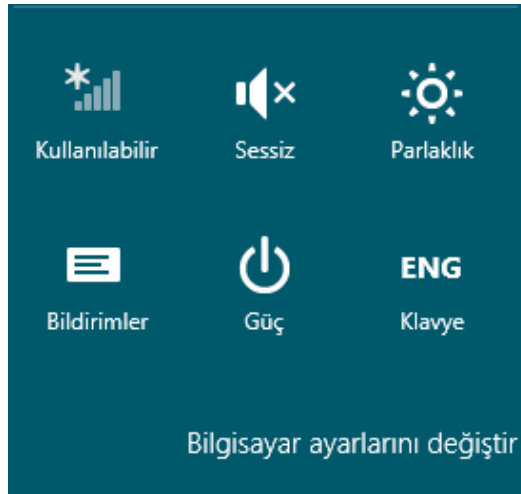 Kullanılabilir
Sessiz
Parlaklık
ENG
Bildirimler
Güç
Klavye
Bilgisayar ayarlarını değiştir